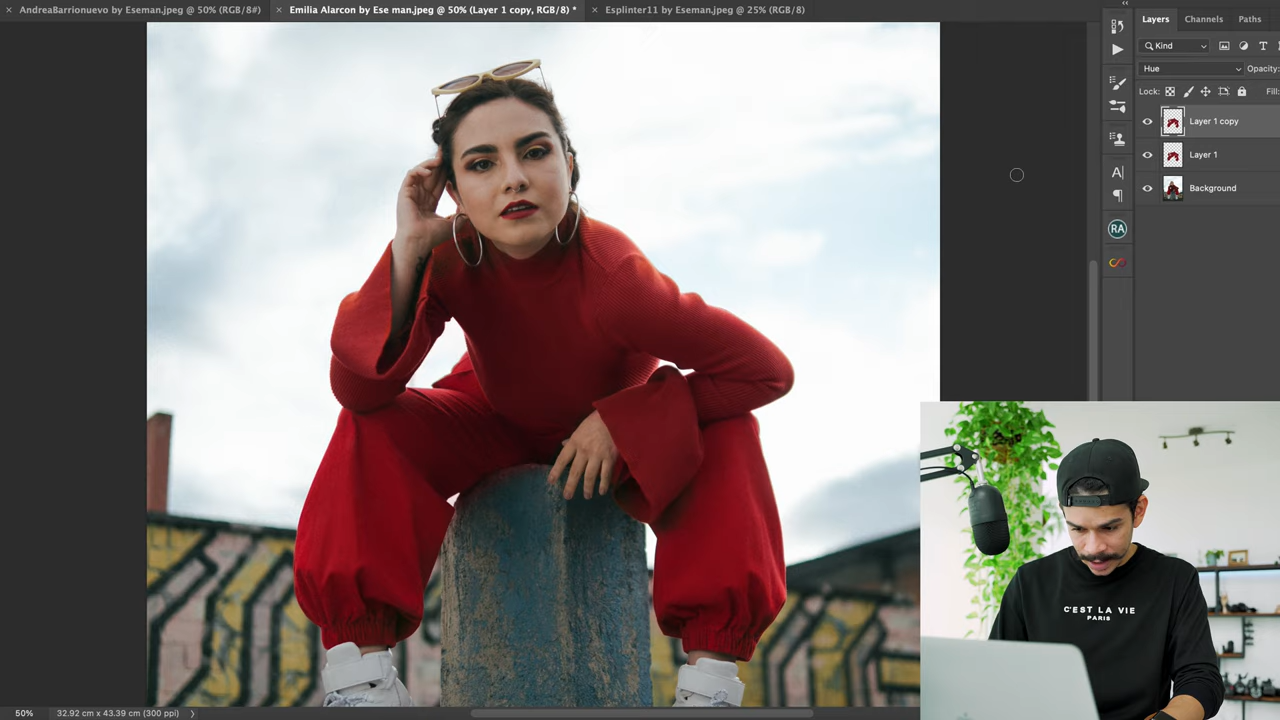 × AndreaBarrionuevo by Eseman.jpeg @ 50% (RGB/8#)
× Emilia Alarcon by Ese man.jpeg @ 50% (Layer 1 copy, RGB/8) *
× Esplinter11 by Eseman.jpeg @ 25% (RGB/8)
Layers Channels Paths
Kind
T
Hue Opacity:
Lock: Fill:
Layer 1 copy
Layer 1
Background
A|
¶
RA
C'EST LA VIE
PARIS
50% 32.92 cm x 43.39 cm (300 ppi)